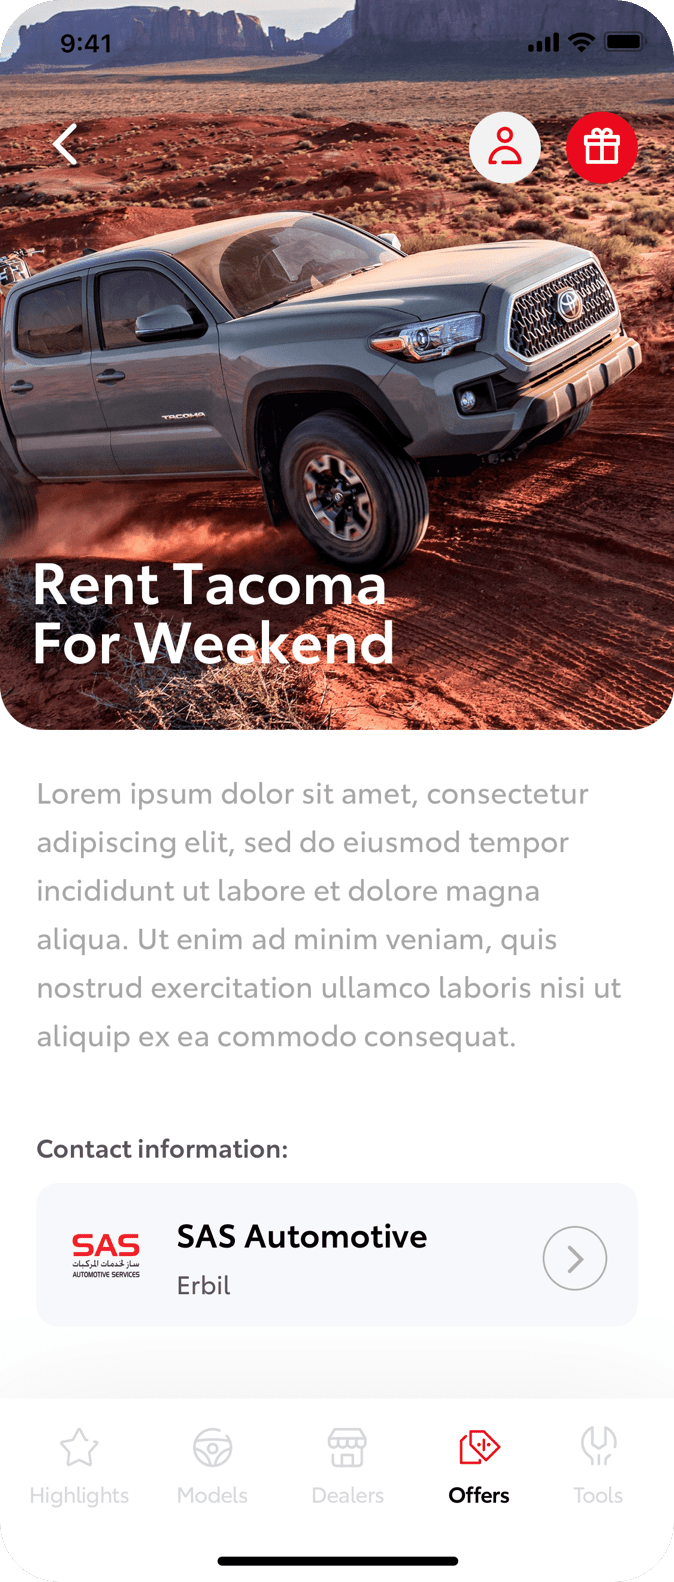 9:41
TACOMA
Rent Tacoma
For Weekend
Lorem ipsum dolor sit amet, consectetur
adipiscing elit, sed do eiusmod tempor
incididunt ut labore et dolore magna
aliqua. Ut enim ad minim veniam, quis
nostrud exercitation ullamco laboris nisi ut
aliquip ex ea commodo consequat.
Contact information:
SAS
ساز لخدمات المركبات
AUTOMOTIVE SERVICES
SAS Automotive
Erbil
Highlights
Models
Dealers
Offers
Tools